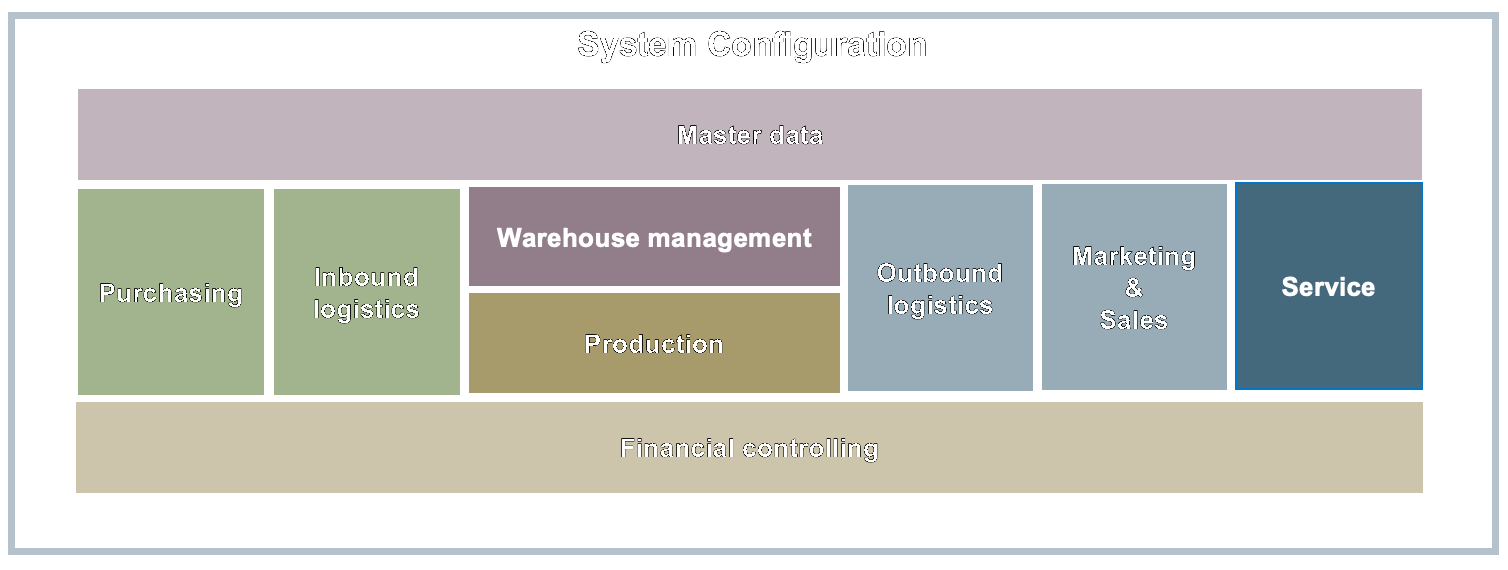 System Configuration
Master data
Purchasing
Inbound
logistics
Warehouse management
Production
Outbound
logistics
Marketing
&
Sales
Service
Financial controlling